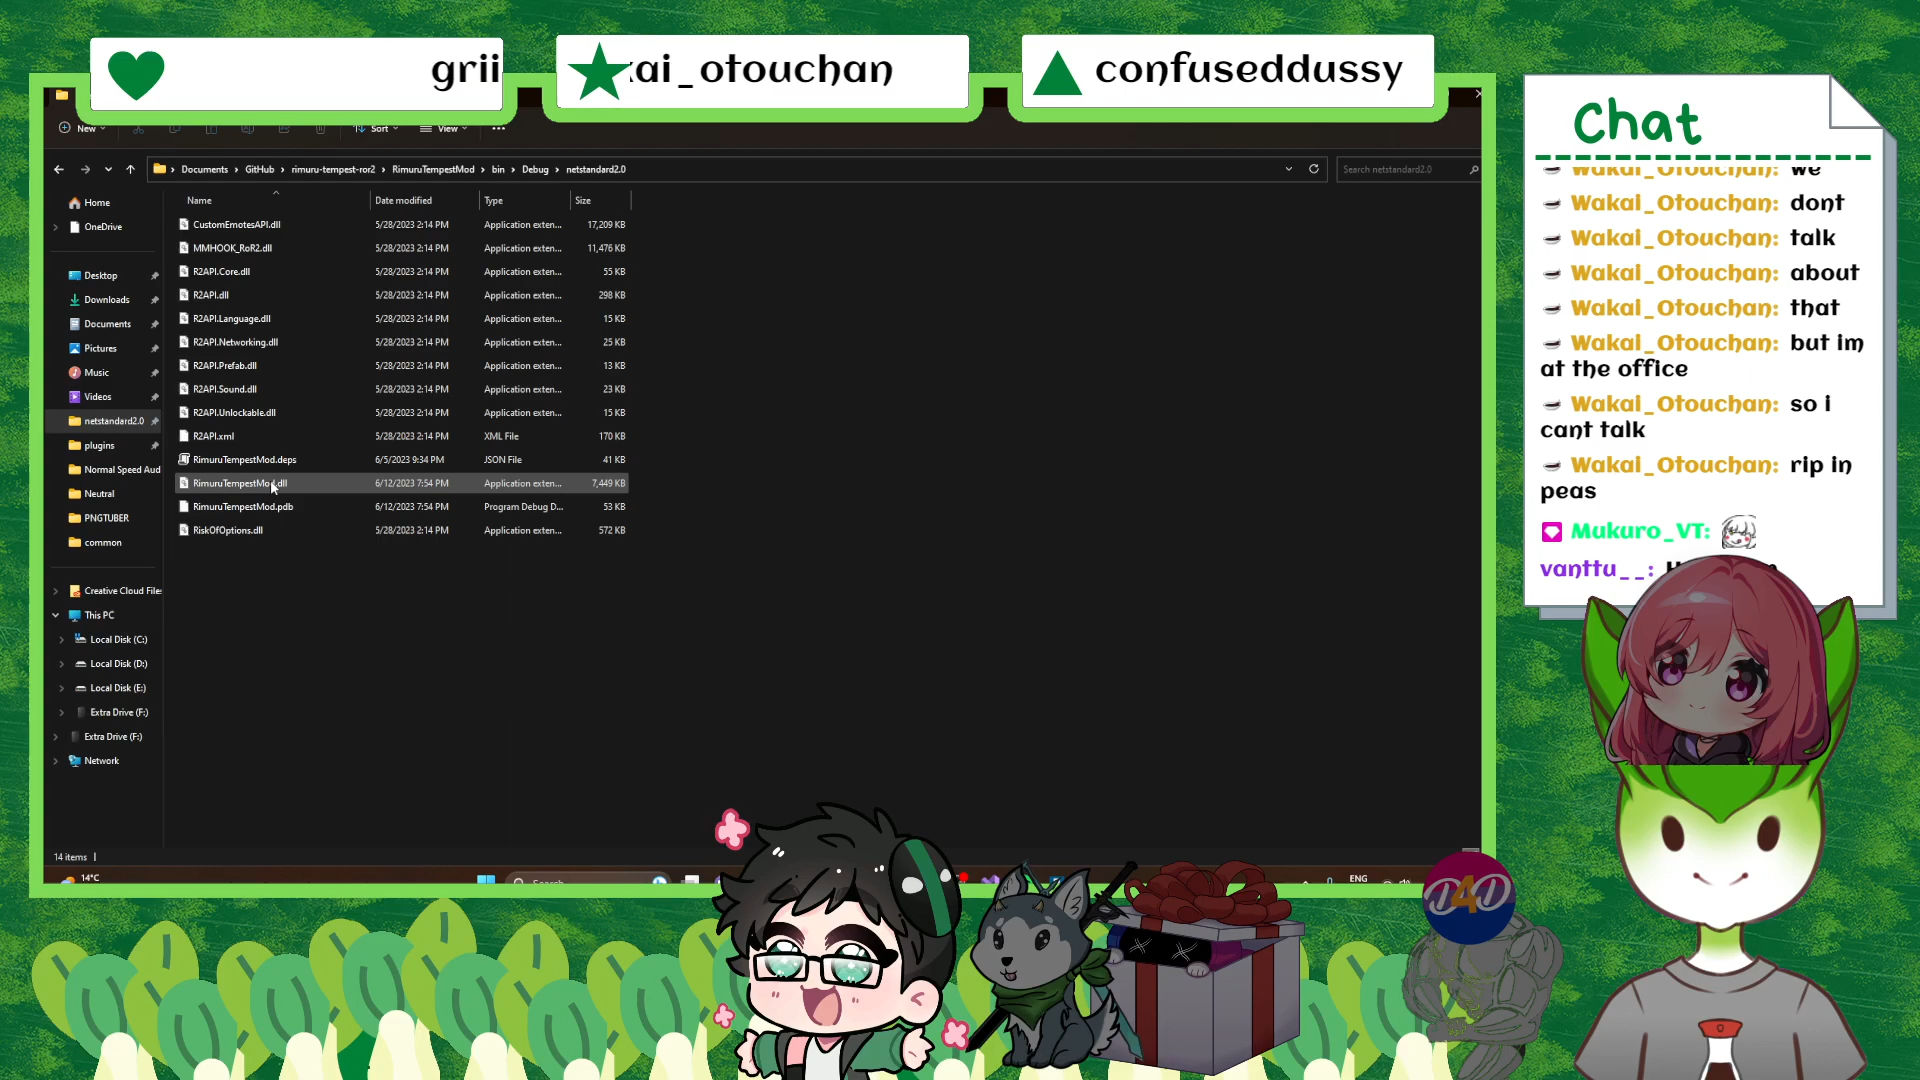 grii
kai_otouchan
confuseddussy
New
Sort
View
Documents > GitHub > rimuru-tempest-ror2 > RimuruTempestMod > bin > Debug > netstandard2.0
Search netstandard2.0
Name Date modified Type Size
CustomEmotesAPI.dll 5/28/2023 2:14 PM Application exten... 17,209 KB
MMHOOK_RoR2.dll 5/28/2023 2:14 PM Application exten... 11,476 KB
R2API.Core.dll 5/28/2023 2:14 PM Application exten... 55 KB
R2API.dll 5/28/2023 2:14 PM Application exten... 298 KB
R2API.Language.dll 5/28/2023 2:14 PM Application exten... 15 KB
R2API.Networking.dll 5/28/2023 2:14 PM Application exten... 25 KB
R2API.Prefab.dll 5/28/2023 2:14 PM Application exten... 13 KB
R2API.Sound.dll 5/28/2023 2:14 PM Application exten... 23 KB
R2API.Unlockable.dll 5/28/2023 2:14 PM Application exten... 15 KB
R2API.xml 5/28/2023 2:14 PM XML File 170 KB
RimuruTempestMod.deps 6/5/2023 9:34 PM JSON File 41 KB
RimuruTempestMod.dll 6/12/2023 7:54 PM Application exten... 7,449 KB
RimuruTempestMod.pdb 6/12/2023 7:54 PM Program Debug D... 53 KB
RiskOfOptions.dll 5/28/2023 2:14 PM Application exten... 572 KB
Home
OneDrive
Desktop
Downloads
Documents
Pictures
Music
Videos
netstandard2.0
plugins
Normal Speed Aud
Neutral
PNGTUBER
common
Creative Cloud Files
This PC
Local Disk (C:)
Local Disk (D:)
Local Disk (E:)
Extra Drive (F:)
Extra Drive (F:)
Network
14 items
14°C
Search
ENG
Chat
Wakai_Otouchan: we
Wakai_Otouchan: dont
Wakai_Otouchan: talk
Wakai_Otouchan: about
Wakai_Otouchan: that
Wakai_Otouchan: but im
at the office
Wakai_Otouchan: so i
cant talk
Wakai_Otouchan: rip in
peas
Mukuro_VT:
vanttu__:
D4D